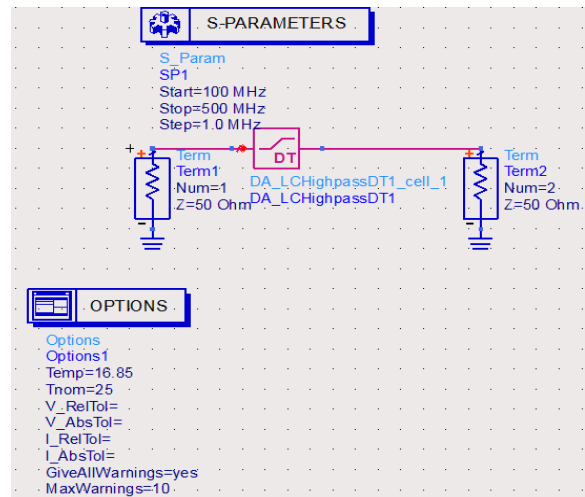 S-PARAMETERS
S_Param
SP1
Start=100 MHz
Stop=500 MHz
Step=1.0 MHz
Term
Term1
Num=1
Z=50 Ohm
DT
DA_LCHighpassDT1_cell_1
DA_LCHighpassDT1
Term
Term2
Num=2
Z=50 Ohm
OPTIONS
Options
Options1
Temp=16.85
Tnom=25
V_RelTol=
V_AbsTol=
I_RelTol=
I_AbsTol=
GiveAllWarnings=yes
MaxWarnings=10